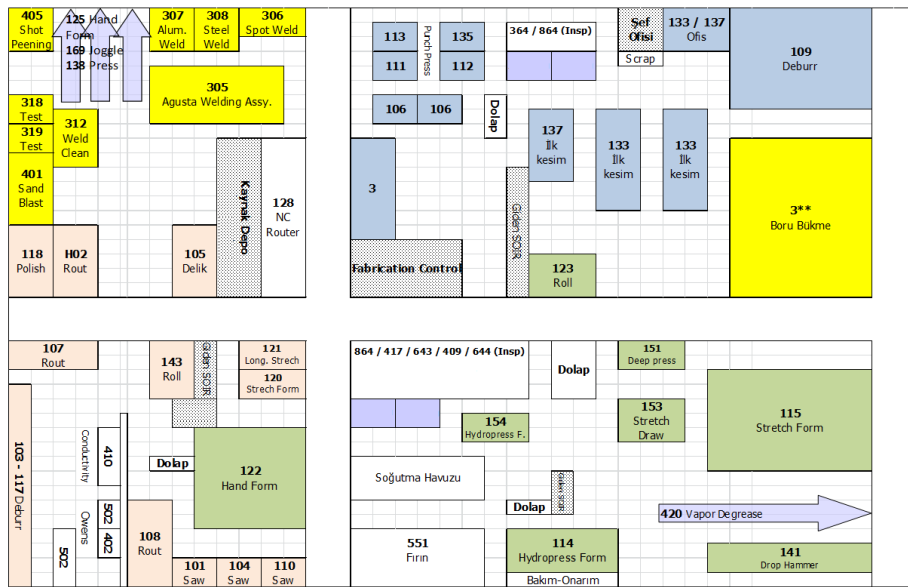 405
Shot
Peening
125 Hand
Form
169 Joggle
138 Press
307
Alum.
Weld
308
Steel
Weld
306
Spot Weld
305
Agusta Welding Assy.
318
Test
319
Test
312
Weld
Clean
401
Sand
Blast
118
Polish
H02
Rout
105
Delik
Kaynak Depo
128
NC
Router
113
Punch Press
135
111
112
106
106
364 / 864 (Insp)
Şef
Ofisi
Scrap
133 / 137
Ofis
109
Deburr
Dolap
137
Ilk
kesim
133
Ilk
kesim
133
Ilk
kesim
3
Giden SOIR
3**
Boru Bükme
Fabrication Control
123
Roll
107
Rout
143
Roll
Giden SOIR
121
Long. Strech
120
Strech Form
103 - 117 Deburr
Conductivity
410
Dolap
122
Hand Form
Owens
502
402
502
108
Rout
101
Saw
104
Saw
110
Saw
864 / 417 / 643 / 409 / 644 (Insp)
Dolap
151
Deep press
154
Hydropress F.
153
Stretch
Draw
115
Stretch Form
Soğutma Havuzu
Giden SOIR
Dolap
420 Vapor Degrease
551
Fırın
114
Hydropress Form
Bakım-Onarım
141
Drop Hammer